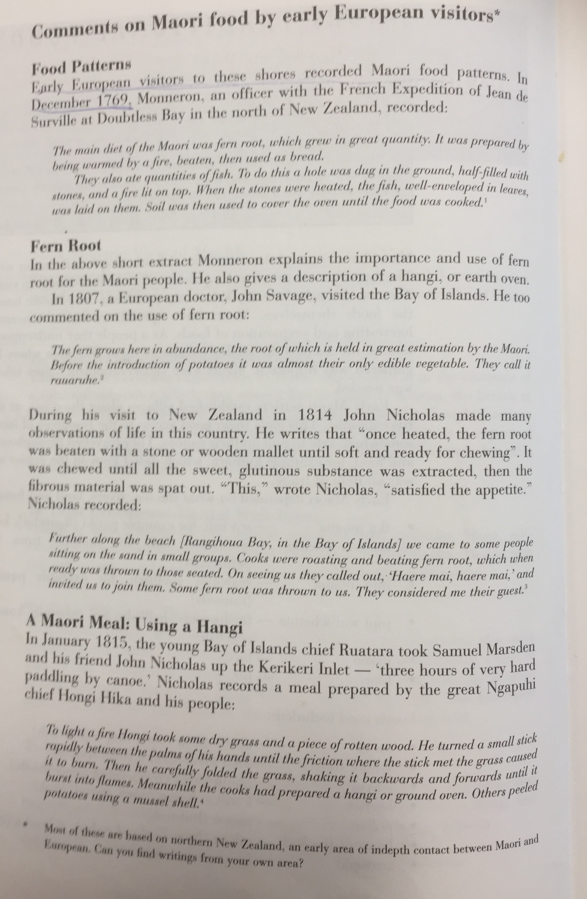 Comments on Maori food by early European visitors*
Food Patterns
Early European visitors to these shores recorded Maori food patterns. In
December 1769, Monneron, an officer with the French Expedition of Jean de
Surville at Doubtless Bay in the north of New Zealand, recorded:
The main diet of the Maori was fern root, which grew in great quantity. It was prepared by
being warmed by a fire, beaten, then used as bread.
They also ate quantities of fish. To do this a hole was dug in the ground, half-filled with
stones, and a fire lit on top. When the stones were heated, the fish, well-enveloped in leaves,
was laid on them. Soil was then used to cover the oven until the food was cooked.¹
Fern Root
In the above short extract Monneron explains the importance and use of fern
root for the Maori people. He also gives a description of a hangi, or earth oven.
In 1807, a European doctor, John Savage, visited the Bay of Islands. He too
commented on the use of fern root:
The fern grows here in abundance, the root of which is held in great estimation by the Maori.
Before the introduction of potatoes it was almost their only edible vegetable. They call it
rauaruhe.²
During his visit to New Zealand in 1814 John Nicholas made many
observations of life in this country. He writes that “once heated, the fern root
was beaten with a stone or wooden mallet until soft and ready for chewing”. It
was chewed until all the sweet, glutinous substance was extracted, then the
fibrous material was spat out. “This,” wrote Nicholas, “satisfied the appetite.”
Nicholas recorded:
Further along the beach [Rangihoua Bay, in the Bay of Islands] we came to some people
sitting on the sand in small groups. Cooks were roasting and beating fern root, which when
ready was thrown to those seated. On seeing us they called out, ‘Haere mai, haere mai,’ and
invited us to join them. Some fern root was thrown to us. They considered me their guest.³
A Maori Meal: Using a Hangi
In January 1815, the young Bay of Islands chief Ruatara took Samuel Marsden
and his friend John Nicholas up the Kerikeri Inlet — ‘three hours of very hard
paddling by canoe.’ Nicholas records a meal prepared by the great Ngapuhi
chief Hongi Hika and his people:
To light a fire Hongi took some dry grass and a piece of rotten wood. He turned a small stick
rapidly between the palms of his hands until the friction where the stick met the grass caused
it to burn. Then he carefully folded the grass, shaking it backwards and forwards until it
burst into flames. Meanwhile the cooks had prepared a hangi or ground oven. Others peeled
potatoes using a mussel shell.⁴
* Most of these are based on northern New Zealand, an early area of indepth contact between Maori and
European. Can you find writings from your own area?